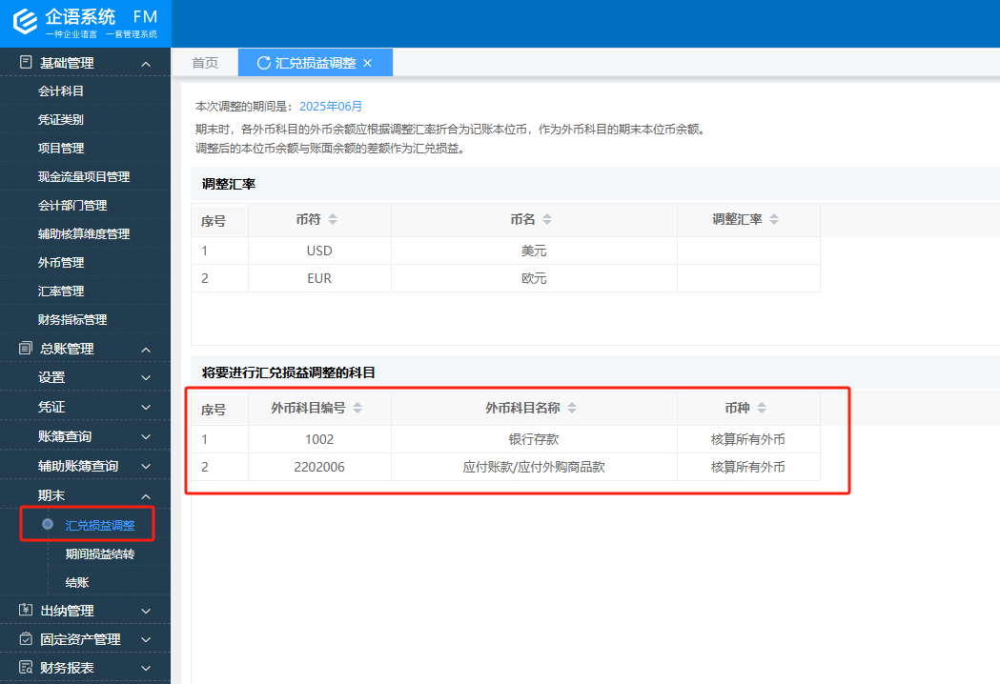 企语系统 FM
一种企业语言 一套管理系统
基础管理
会计科目
凭证类别
项目管理
现金流量项目管理
会计部门管理
辅助核算维度管理
外币管理
汇率管理
财务指标管理
总账管理
设置
凭证
账簿查询
辅助账簿查询
期末
汇兑损益调整
期间损益结转
结账
出纳管理
固定资产管理
财务报表
首页 汇兑损益调整
本次调整的期间是：2025年06月
期末时，各外币科目的外币余额应根据调整汇率折合为记账本位币，作为外币科目的期末本位币余额。
调整后的本位币余额与账面余额的差额作为汇兑损益。
调整汇率
序号 币符 币名 调整汇率
1 USD 美元
2 EUR 欧元
将要进行汇兑损益调整的科目
序号 外币科目编号 外币科目名称 币种
1 1002 银行存款 核算所有外币
2 2202006 应付账款/应付外购商品款 核算所有外币